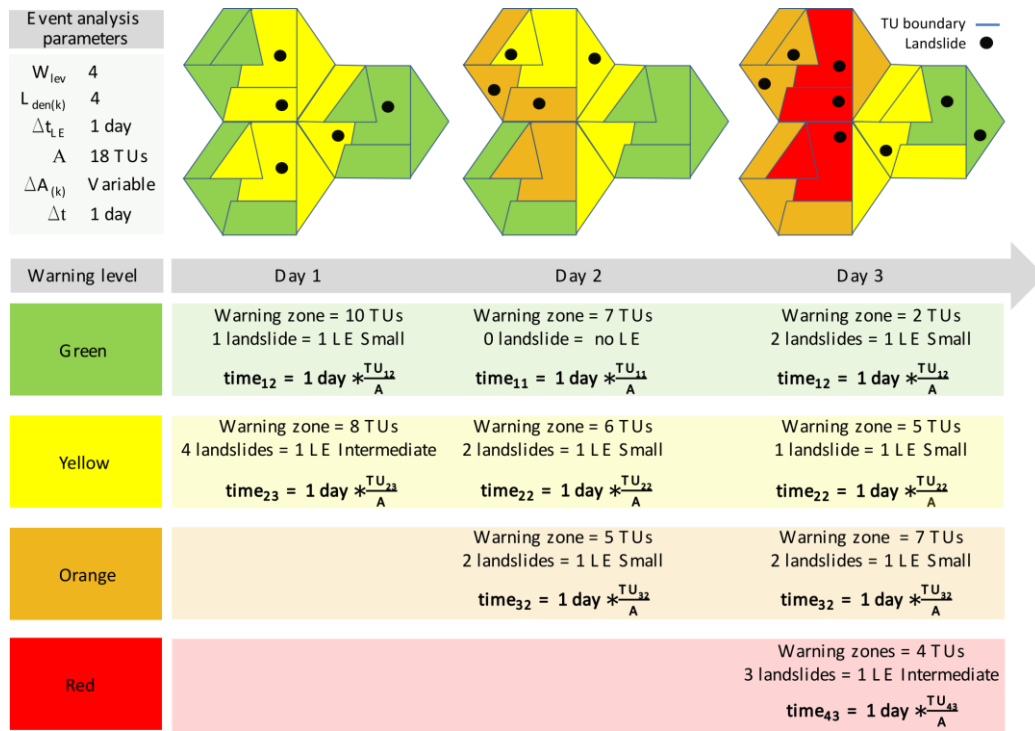 Event analysis
parameters
W lev 4
L den(k) 4
Δt LE 1 day
A 18 TUs
ΔA (k) Variable
Δt 1 day
TU boundary
Landslide
Warning level
Day 1
Day 2
Day 3
Green
Warning zone = 10 TUs
1 landslide = 1 LE Small
time12 = 1 day * TU12 / A
Warning zone = 7 TUs
0 landslide = no LE
time11 = 1 day * TU11 / A
Warning zone = 2 TUs
2 landslides = 1 LE Small
time12 = 1 day * TU12 / A
Yellow
Warning zone = 8 TUs
4 landslides = 1 LE Intermediate
time23 = 1 day * TU23 / A
Warning zone = 6 TUs
2 landslides = 1 LE Small
time22 = 1 day * TU22 / A
Warning zone = 5 TUs
1 landslide = 1 LE Small
time22 = 1 day * TU22 / A
Orange
Warning zone = 5 TUs
2 landslides = 1 LE Small
time32 = 1 day * TU32 / A
Warning zone = 7 TUs
2 landslides = 1 LE Small
time32 = 1 day * TU32 / A
Red
Warning zones = 4 TUs
3 landslides = 1 LE Intermediate
time43 = 1 day * TU43 / A